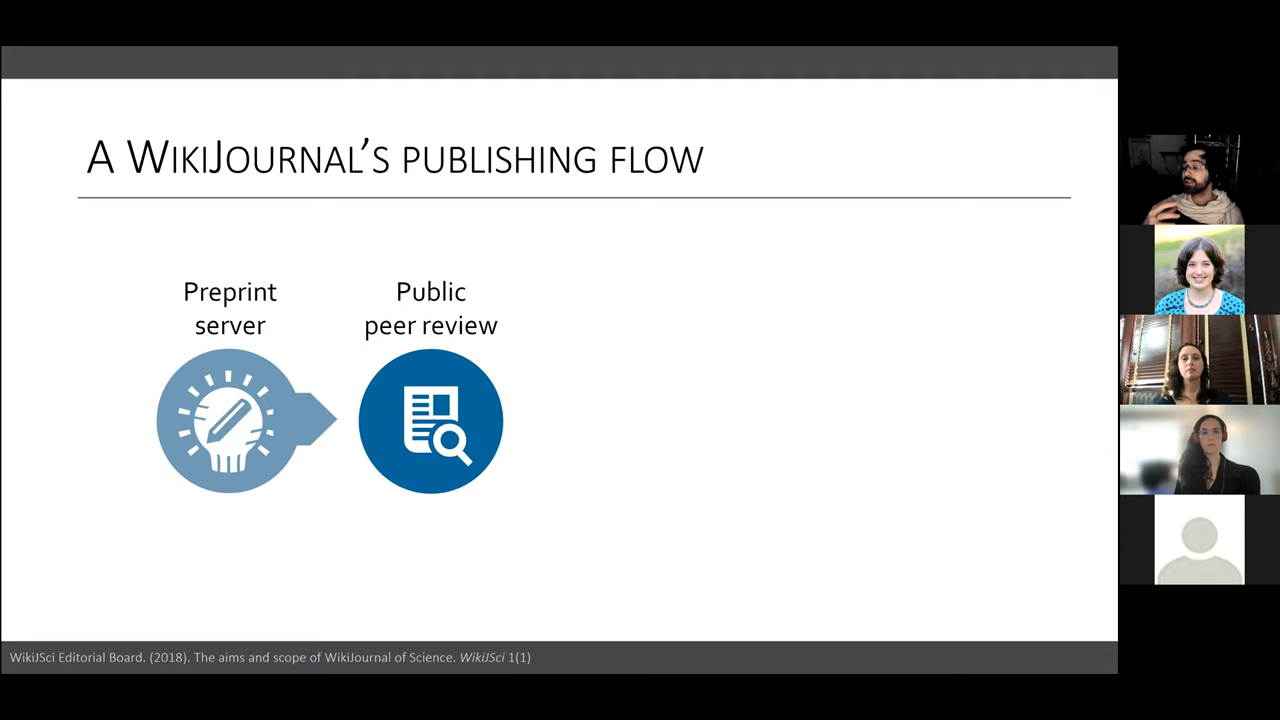 A WikiJournal's publishing flow
Preprint
server
Public
peer review
WikiJSci Editorial Board. (2018). The aims and scope of WikiJournal of Science. WikiJSci 1(1)